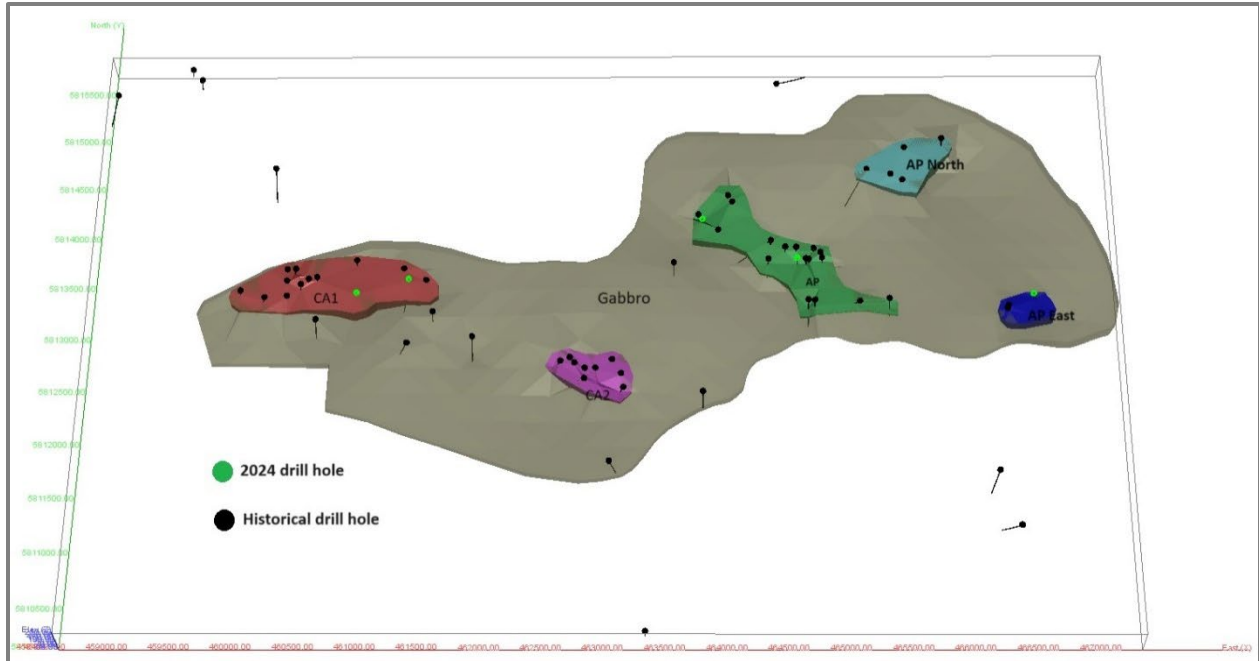 North (Y)
5815500.00
5815000.00
5814500.00
5814000.00
5813500.00
5813000.00
5812500.00
5812000.00
5811500.00
5811000.00
5810500.00
AP North
AP
AP East
CA1
Gabbro
CA2
2024 drill hole
Historical drill hole
459000.00 459500.00 460000.00 460500.00 461000.00 461500.00 462000.00 462500.00 463000.00 463500.00 464000.00 464500.00 465000.00 465500.00 466000.00 466500.00 467000.00 East (X)